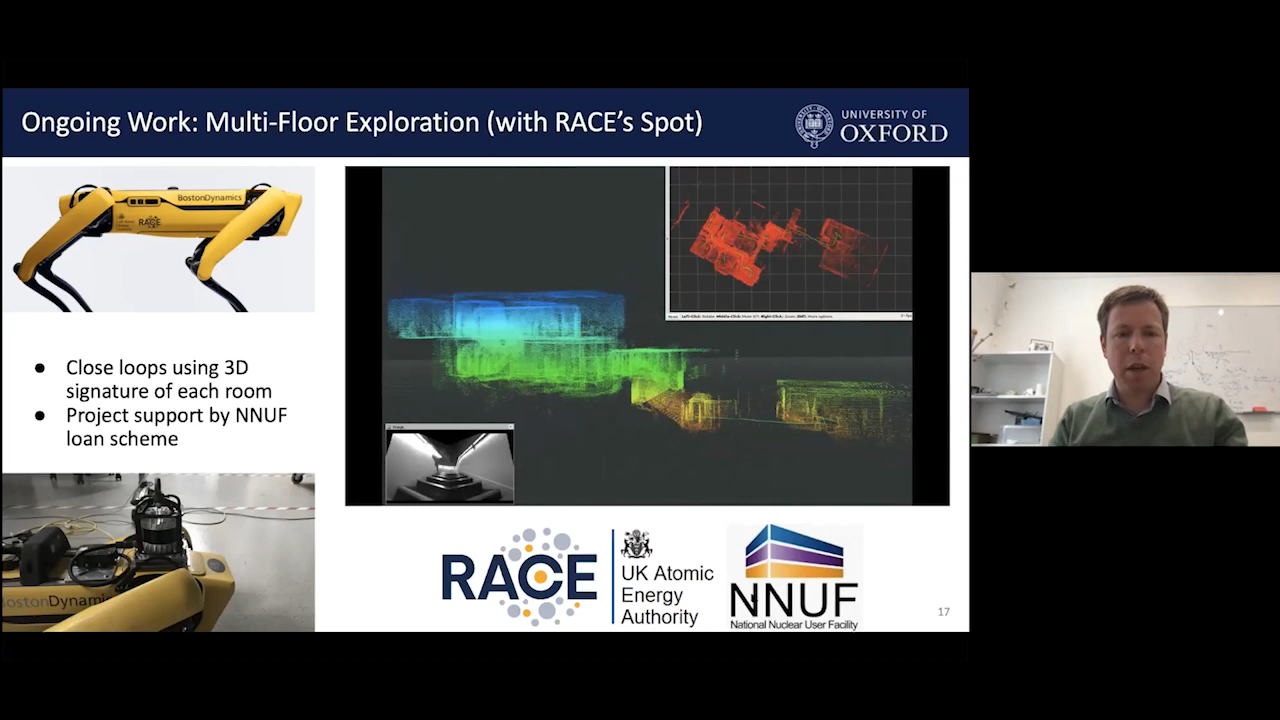 Ongoing Work: Multi-Floor Exploration (with RACE's Spot)
UNIVERSITY OF
OXFORD
BostonDynamics
RACE
● Close loops using 3D
signature of each room
● Project support by NNUF
loan scheme
BostonDynamic
RACE
UK Atomic
Energy
Authority
NNUF
National Nuclear User Facility
17